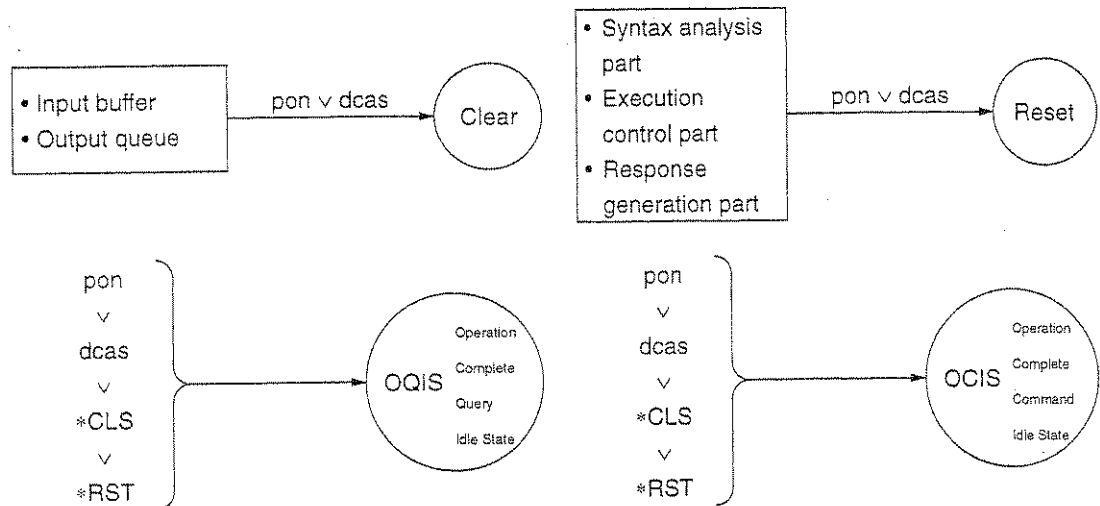 • Input buffer
• Output queue
pon ∨ dcas
Clear
• Syntax analysis
part
• Execution
control part
• Response
generation part
pon ∨ dcas
Reset
pon
∨
dcas
∨
*CLS
∨
*RST
OQIS
Operation
Complete
Query
Idle State
pon
∨
dcas
∨
*CLS
∨
*RST
OCIS
Operation
Complete
Command
Idle State